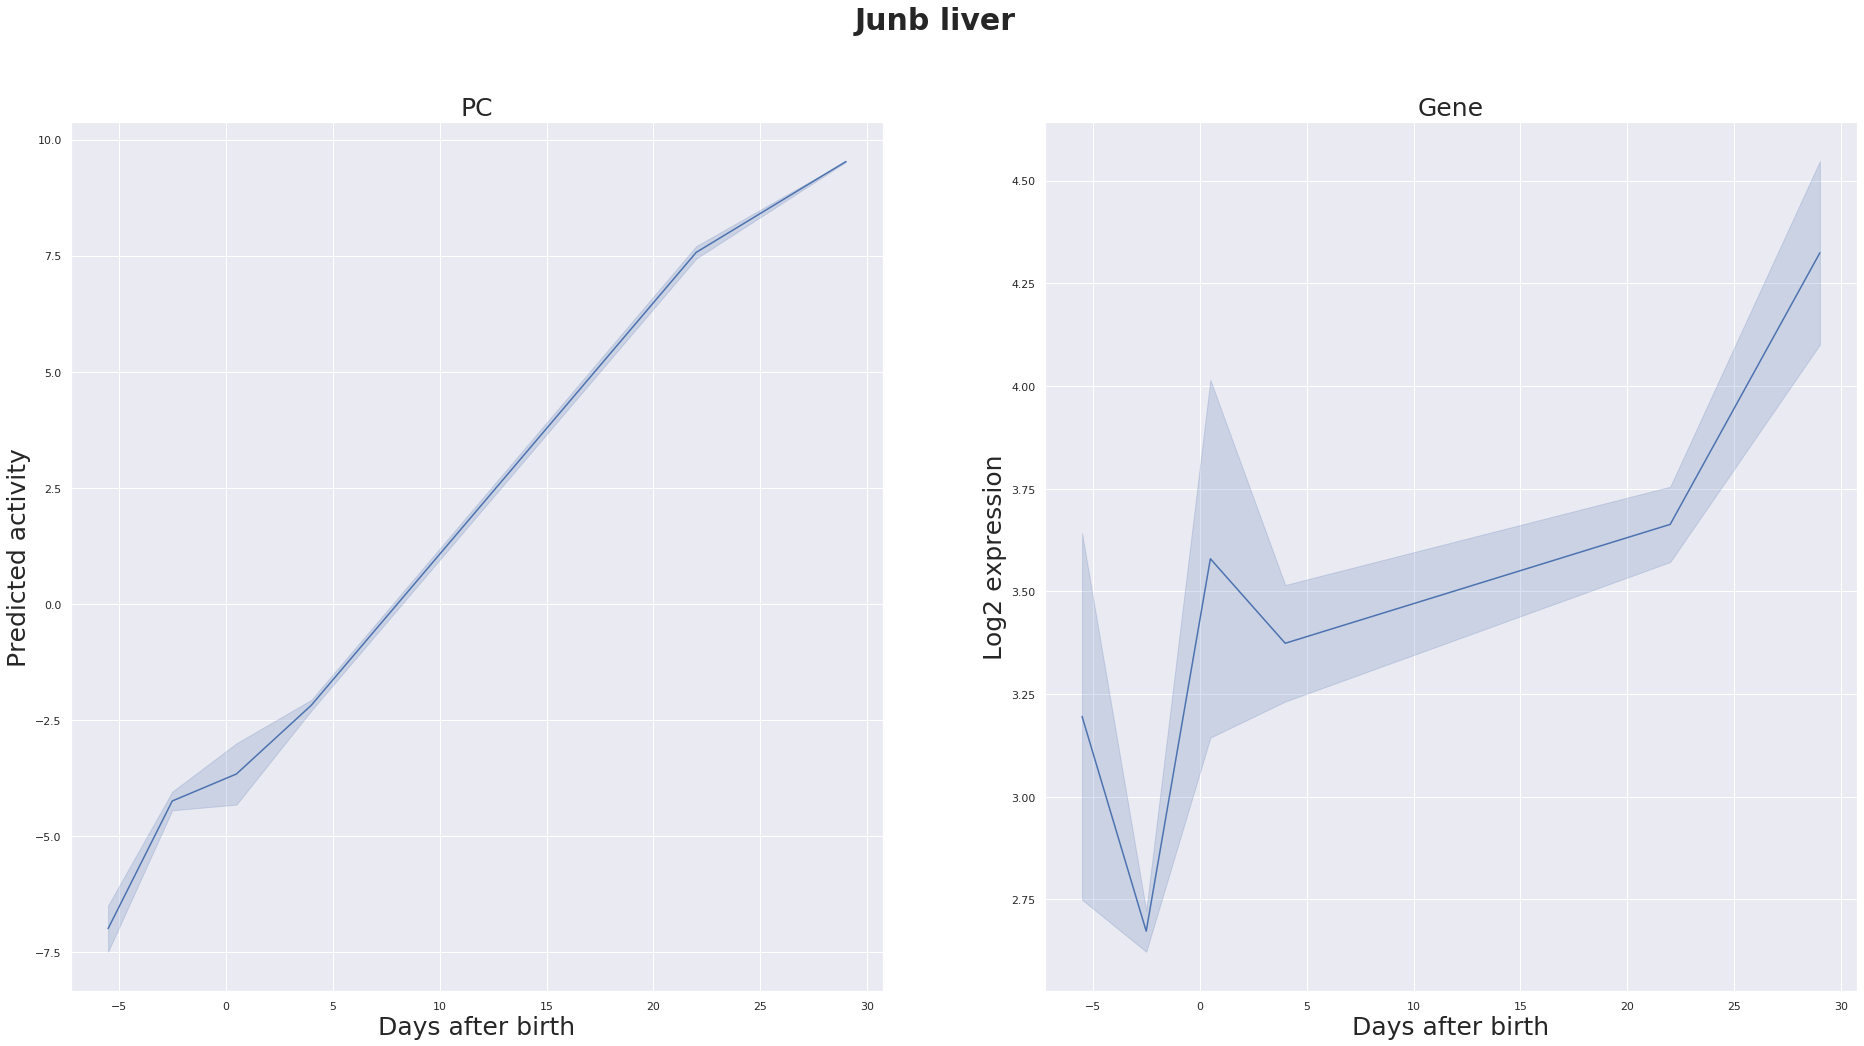 Junb liver
PC
Predicted activity
10.0
7.5
5.0
2.5
0.0
−2.5
−5.0
−7.5
−5 0 5 10 15 20 25 30
Days after birth
Gene
Log2 expression
4.50
4.25
4.00
3.75
3.50
3.25
3.00
2.75
−5 0 5 10 15 20 25 30
Days after birth